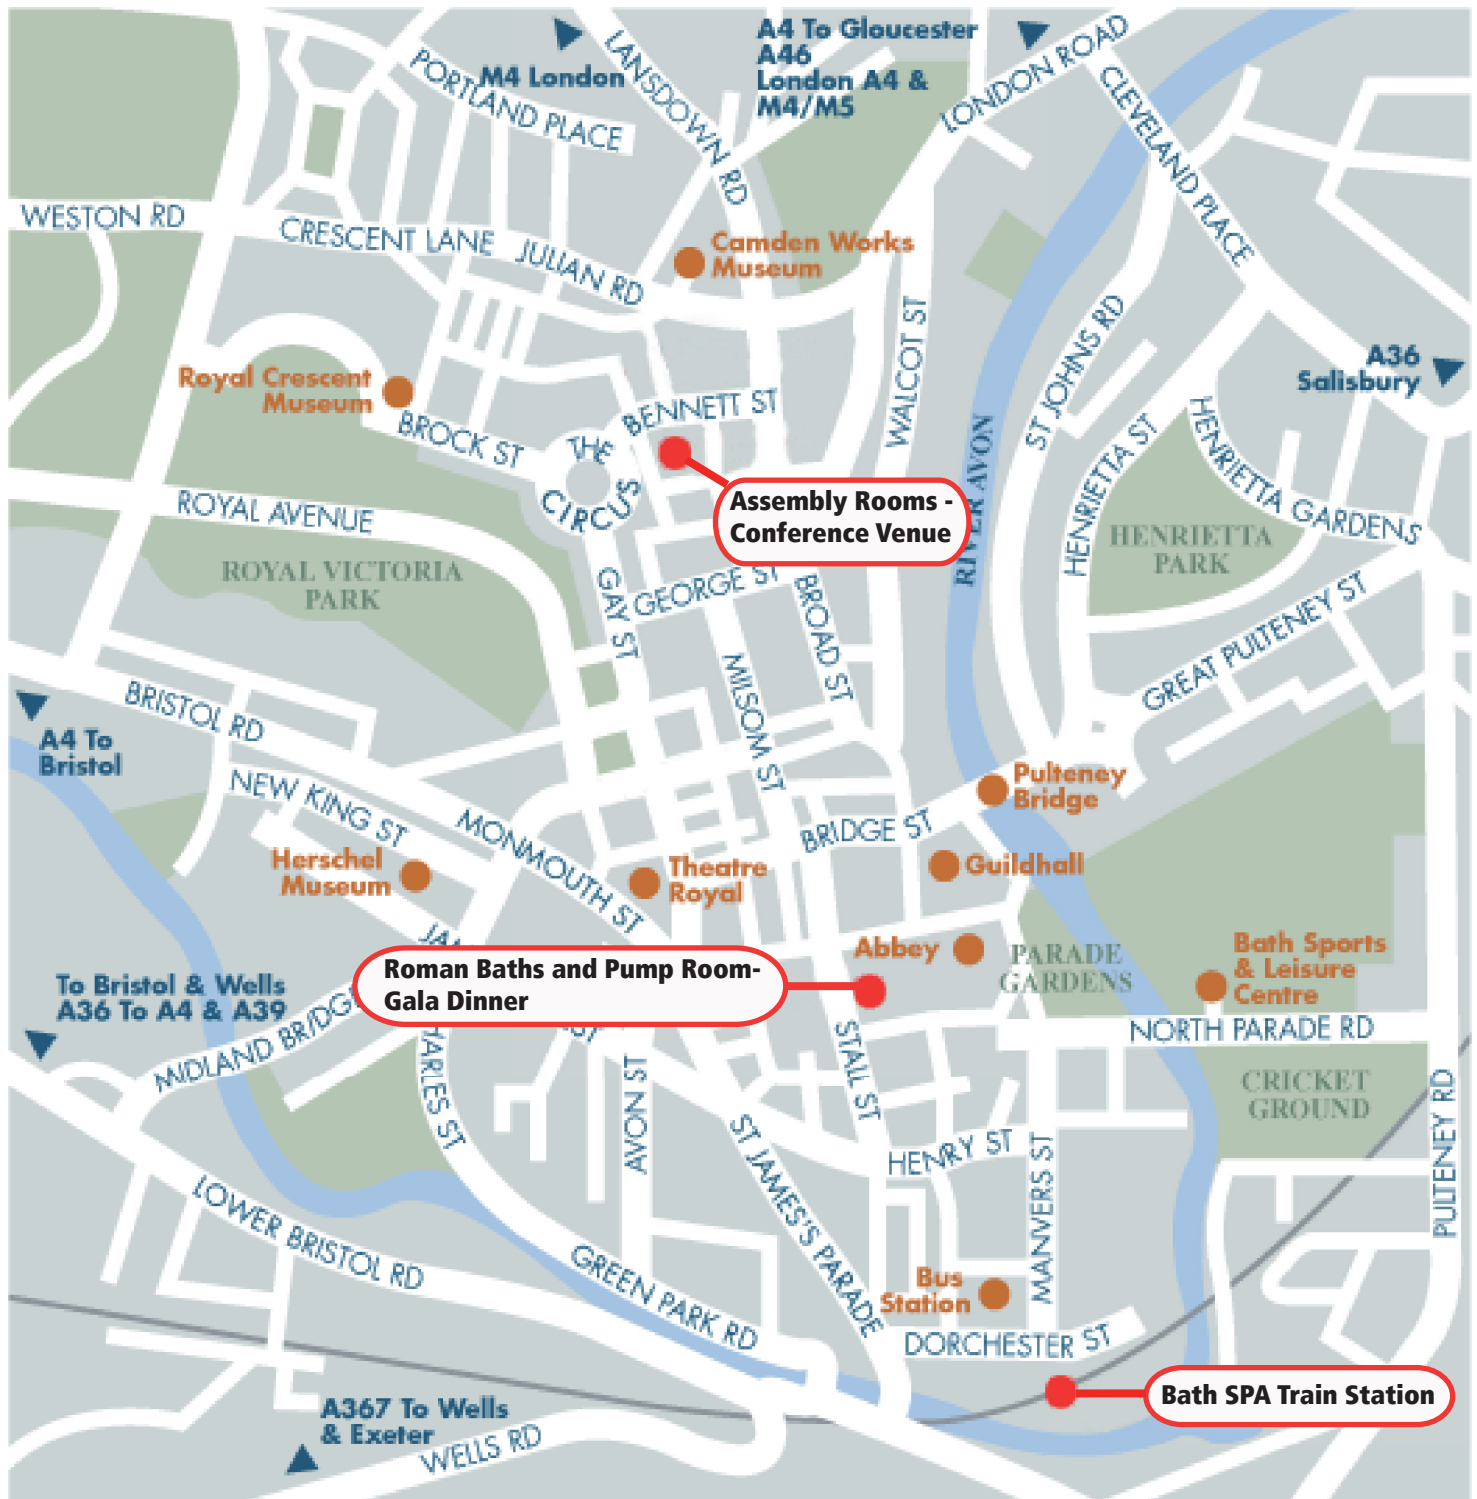 A4 To Gloucester
A46
London A4 &
M4/M5
M4 London
PORTLAND PLACE
LANSDOWN RD
LONDON ROAD
CLEVELAND PLACE
WESTON RD
CRESCENT LANE
JULIAN RD
Camden Works
Museum
WALCOT ST
ST JOHNS RD
A36
Salisbury
Royal Crescent
Museum
BROCK ST
THE
CIRCUS
BENNETT ST
HENRIETTA ST
HENRIETTA GARDENS
RIVER AVON
Assembly Rooms -
Conference Venue
ROYAL AVENUE
ROYAL VICTORIA
PARK
HENRIETTA
PARK
GAY ST
GEORGE ST
BROAD ST
MILSOM ST
GREAT PULTENEY ST
BRISTOL RD
A4 To
Bristol
NEW KING ST
MONMOUTH ST
Pulteney
Bridge
BRIDGE ST
Herschel
Museum
Theatre
Royal
Guildhall
Abbey
PARADE
GARDENS
Bath Sports
& Leisure
Centre
Roman Baths and Pump Room-
Gala Dinner
To Bristol & Wells
A36 To A4 & A39
NORTH PARADE RD
MIDLAND BRIDGE
STALL ST
AVON ST
CRICKET
GROUND
PULTENEY RD
ST JAMES'S PARADE
HENRY ST
MANVERS ST
LOWER BRISTOL RD
GREEN PARK RD
Bus
Station
DORCHESTER ST
Bath SPA Train Station
A367 To Wells
& Exeter
WELLS RD